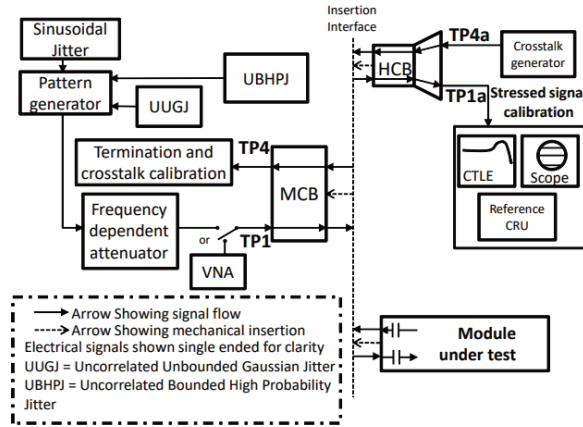 Insertion
Interface
Sinusoidal
Jitter
Pattern
generator
UBHPJ
UUGJ
HCB
TP4a
Crosstalk
generator
TP1a
Stressed signal
calibration
Termination and
crosstalk calibration
TP4
MCB
CTLE
Scope
Reference
CRU
Frequency
dependent
attenuator
or
TP1
VNA
Arrow Showing signal flow
Arrow Showing mechanical insertion
Electrical signals shown single ended for clarity
UUGJ = Uncorrelated Unbounded Gaussian Jitter
UBHPJ = Uncorrelated Bounded High Probability
Jitter
Module
under test